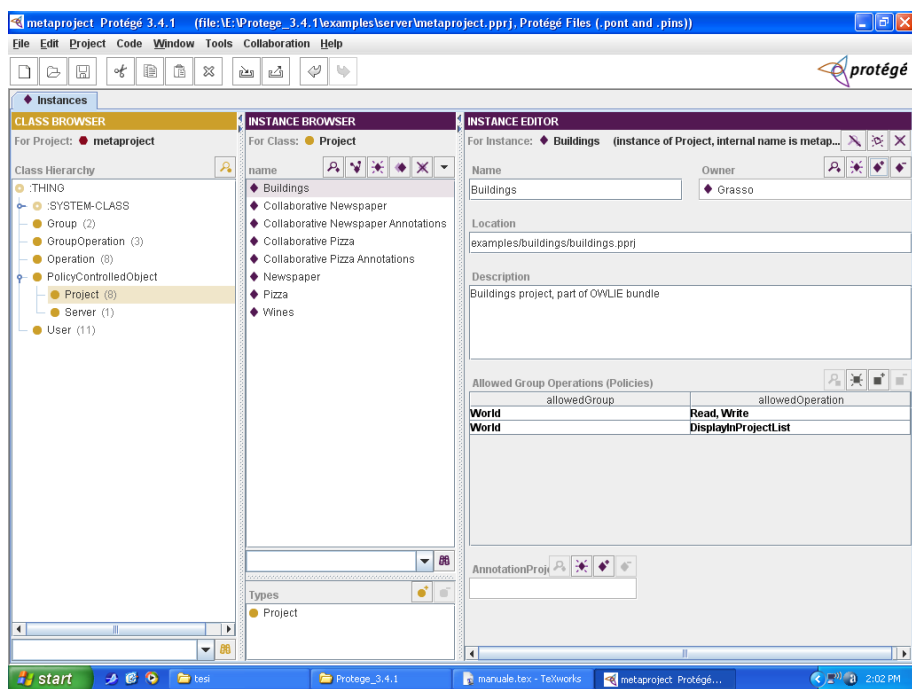 metaproject Protégé 3.4.1 (file:\E:\Protege_3.4.1\examples\server\metaproject.pprj, Protégé Files (.pont and .pins))
File Edit Project Code Window Tools Collaboration Help
protégé
Instances
CLASS BROWSER
For Project: metaproject
Class Hierarchy
:THING
:SYSTEM-CLASS
Group (2)
GroupOperation (3)
Operation (8)
PolicyControlledObject
Project (8)
Server (1)
User (11)
INSTANCE BROWSER
For Class: Project
name
Buildings
Collaborative Newspaper
Collaborative Newspaper Annotations
Collaborative Pizza
Collaborative Pizza Annotations
Newspaper
Pizza
Wines
Types
Project
INSTANCE EDITOR
For Instance: Buildings (instance of Project, internal name is metap...
Name
Buildings
Owner
Grasso
Location
examples/buildings/buildings.pprj
Description
Buildings project, part of OWLIE bundle
Allowed Group Operations (Policies)
allowedGroup allowedOperation
World Read, Write
World DisplayInProjectList
AnnotationProj
start tesi Protege_3.4.1 manuale.tex - TeXworks metaproject Protégé... 2:02 PM